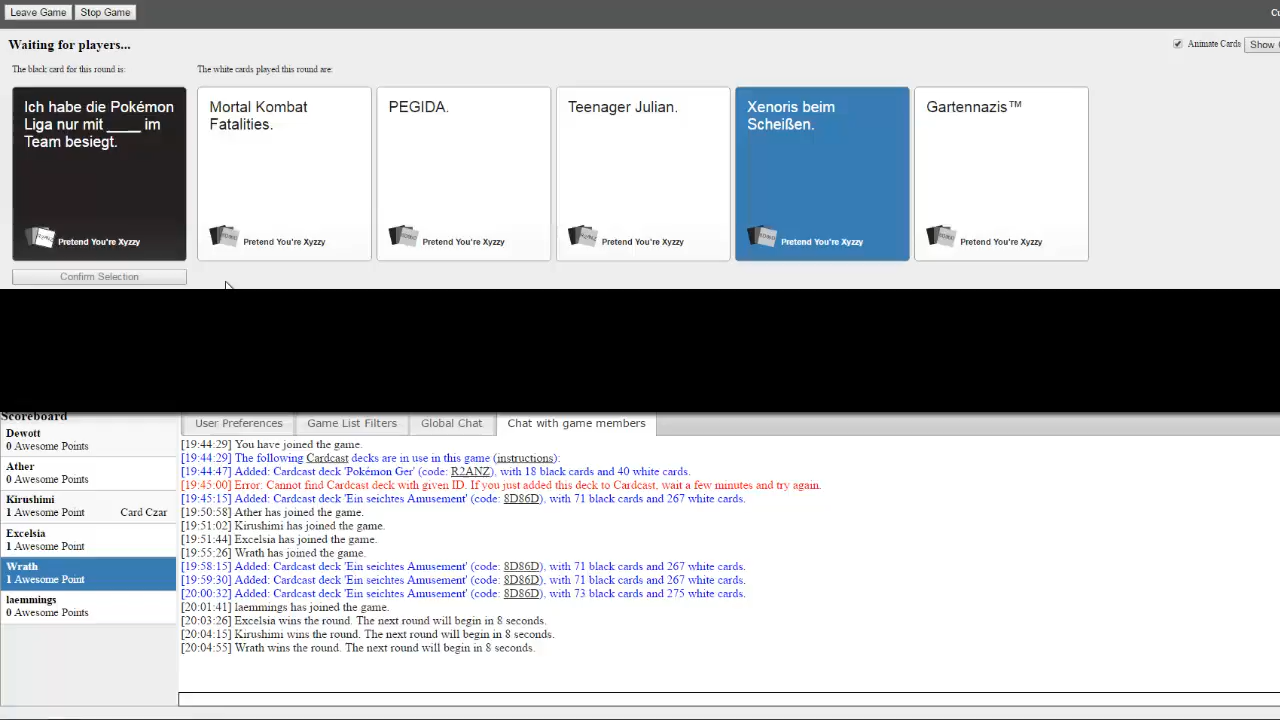 Leave Game Stop Game
Cu
Waiting for players...
Animate Cards Show
The black card for this round is:
The white cards played this round are:
Ich habe die Pokémon
Liga nur mit ____ im
Team besiegt.
Pretend You're Xyzzy
Mortal Kombat
Fatalities.
Pretend You're Xyzzy
PEGIDA.
Pretend You're Xyzzy
Teenager Julian.
Pretend You're Xyzzy
Xenoris beim
Scheißen.
Pretend You're Xyzzy
Gartennazis™
Pretend You're Xyzzy
Confirm Selection
Scoreboard
Dewott
0 Awesome Points
Ather
0 Awesome Points
Kirushimi
1 Awesome Point Card Czar
Excelsia
1 Awesome Point
Wrath
1 Awesome Point
laemmings
0 Awesome Points
User Preferences Game List Filters Global Chat Chat with game members
[19:44:29] You have joined the game.
[19:44:29] The following Cardcast decks are in use in this game (instructions):
[19:44:47] Added: Cardcast deck 'Pokémon Ger' (code: R2ANZ), with 18 black cards and 40 white cards.
[19:45:00] Error: Cannot find Cardcast deck with given ID. If you just added this deck to Cardcast, wait a few minutes and try again.
[19:45:15] Added: Cardcast deck 'Ein seichtes Amusement' (code: 8D86D), with 71 black cards and 267 white cards.
[19:50:58] Ather has joined the game.
[19:51:02] Kirushimi has joined the game.
[19:51:44] Excelsia has joined the game.
[19:55:26] Wrath has joined the game.
[19:58:15] Added: Cardcast deck 'Ein seichtes Amusement' (code: 8D86D), with 71 black cards and 267 white cards.
[19:59:30] Added: Cardcast deck 'Ein seichtes Amusement' (code: 8D86D), with 71 black cards and 267 white cards.
[20:00:32] Added: Cardcast deck 'Ein seichtes Amusement' (code: 8D86D), with 73 black cards and 275 white cards.
[20:01:41] laemmings has joined the game.
[20:03:26] Excelsia wins the round. The next round will begin in 8 seconds.
[20:04:15] Kirushimi wins the round. The next round will begin in 8 seconds.
[20:04:55] Wrath wins the round. The next round will begin in 8 seconds.